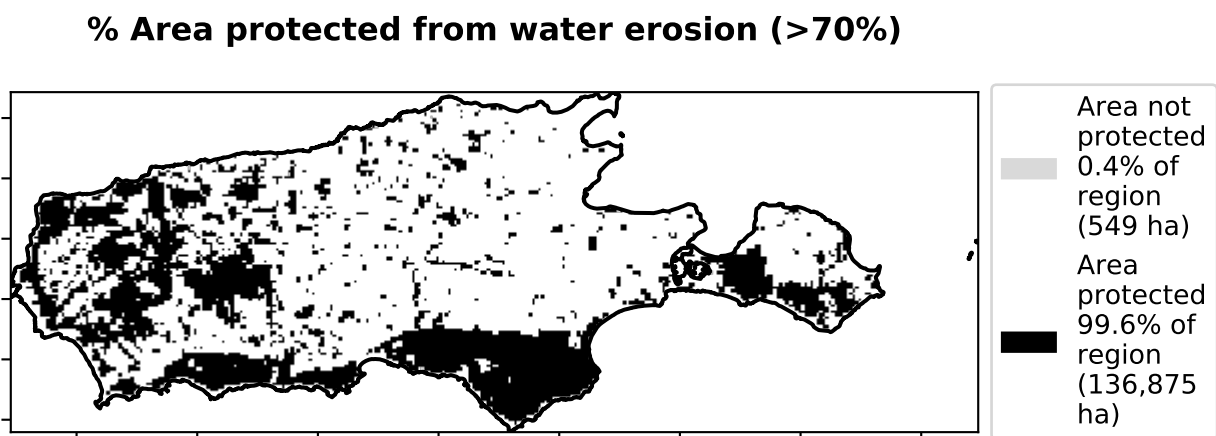 % Area protected from water erosion (>70%)
Area not
protected
0.4% of
region
(549 ha)
Area
protected
99.6% of
region
(136,875
ha)